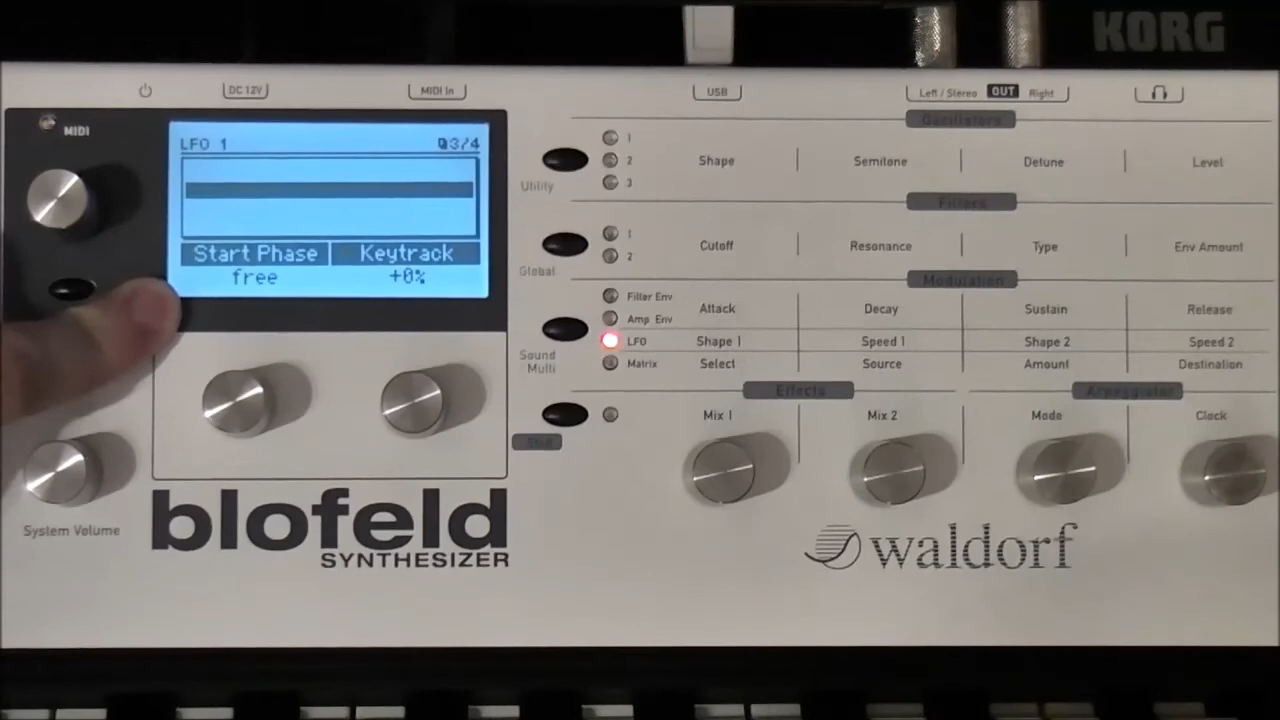 KORG
DC 12V
MIDI In
USB
Left / Stereo OUT Right
MIDI
LFO 1
3/4
Start Phase
Keytrack
free
+0%
Utility
Global
Sound
Multi
Shift
System Volume
1
2
3
Oscillators
Shape
Semitone
Detune
Level
Filters
1
2
Cutoff
Resonance
Type
Env Amount
Modulation
Filter Env
Amp Env
LFO
Matrix
Attack
Decay
Sustain
Release
Shape 1
Speed 1
Shape 2
Speed 2
Select
Source
Amount
Destination
Effects
Arpeggiator
Mix 1
Mix 2
Mode
Clock
blofeld
SYNTHESIZER
waldorf